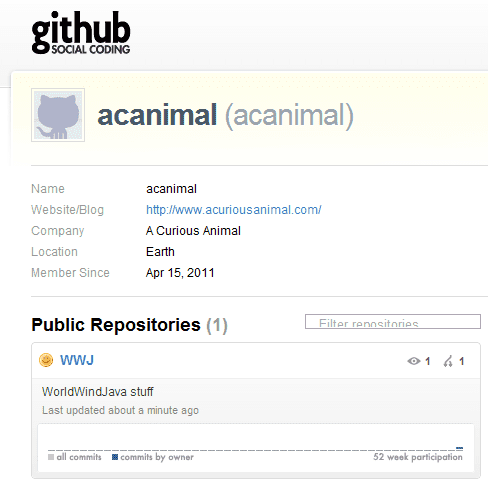 github
SOCIAL CODING
acanimal (acanimal)
Name acanimal
Website/Blog http://www.acuriousanimal.com/
Company A Curious Animal
Location Earth
Member Since Apr 15, 2011
Public Repositories (1) Filter repositories
WWJ 1 1
WorldWindJava stuff
Last updated about a minute ago
all commits commits by owner 52 week participation